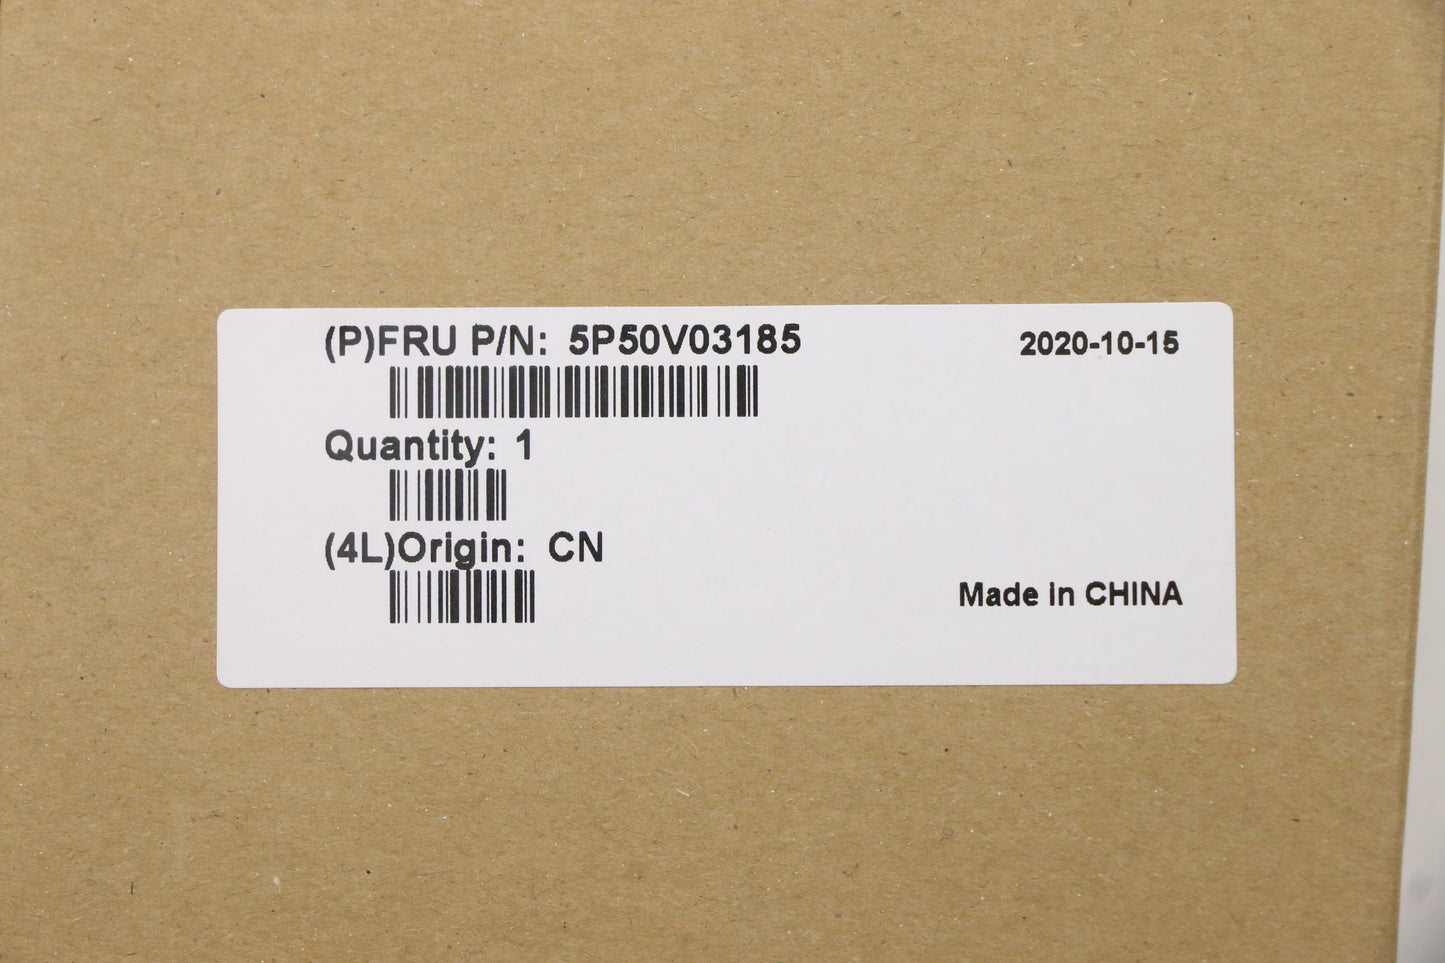 (P)FRU P/N: 5P50V03185
2020-10-15
Quantity: 1
(4L)Origin: CN
Made in CHINA